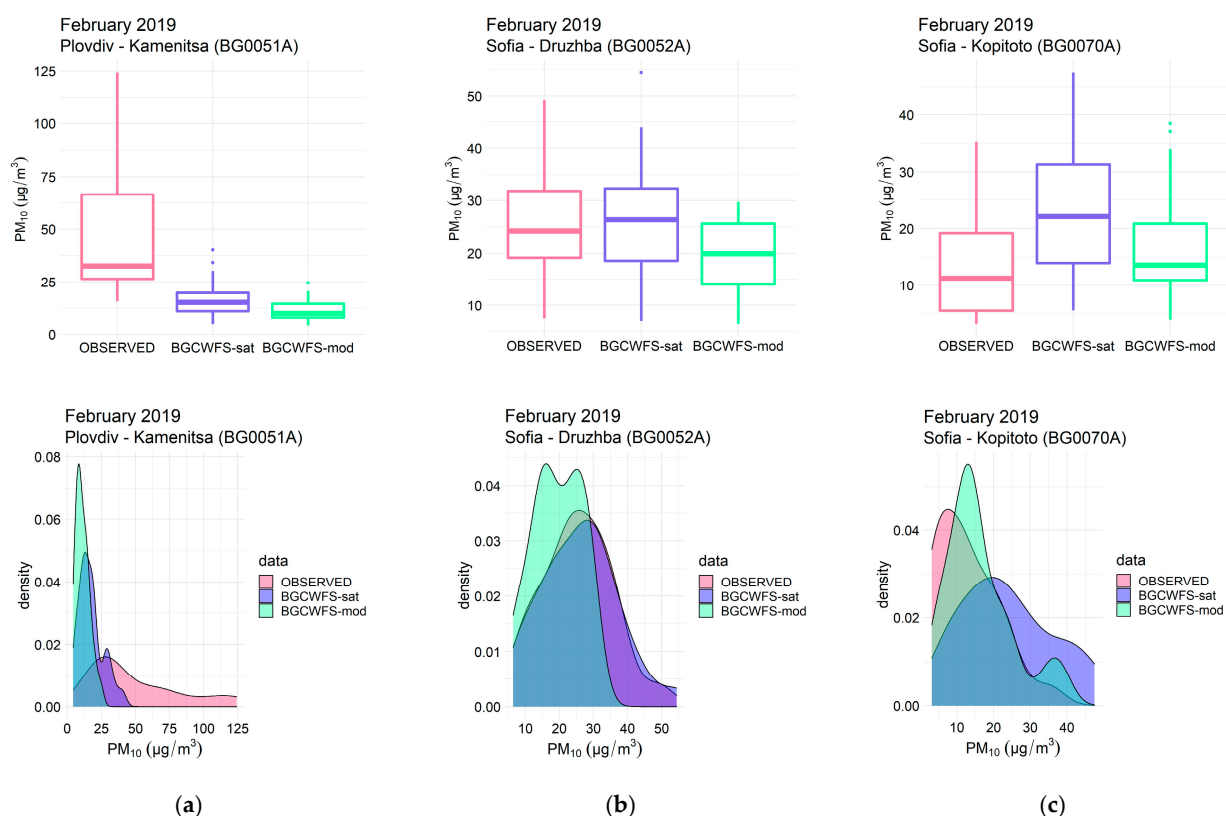 February 2019
Plovdiv - Kamenitsa (BG0051A)
125
100
75
50
25
0
PM₁₀ (µg/m³)
OBSERVED BGCWFS-sat BGCWFS-mod
February 2019
Sofia - Druzhba (BG0052A)
50
40
30
20
10
PM₁₀ (µg/m³)
OBSERVED BGCWFS-sat BGCWFS-mod
February 2019
Sofia - Kopitoto (BG0070A)
40
30
20
10
PM₁₀ (µg/m³)
OBSERVED BGCWFS-sat BGCWFS-mod
February 2019
Plovdiv - Kamenitsa (BG0051A)
0.08
0.06
0.04
0.02
0.00
density
0 25 50 75 100 125
PM₁₀ (µg/m³)
data
OBSERVED
BGCWFS-sat
BGCWFS-mod
February 2019
Sofia - Druzhba (BG0052A)
0.04
0.03
0.02
0.01
0.00
density
10 20 30 40 50
PM₁₀ (µg/m³)
data
OBSERVED
BGCWFS-sat
BGCWFS-mod
February 2019
Sofia - Kopitoto (BG0070A)
0.04
0.02
0.00
density
10 20 30 40
PM₁₀ (µg/m³)
data
OBSERVED
BGCWFS-sat
BGCWFS-mod
(a) (b) (c)